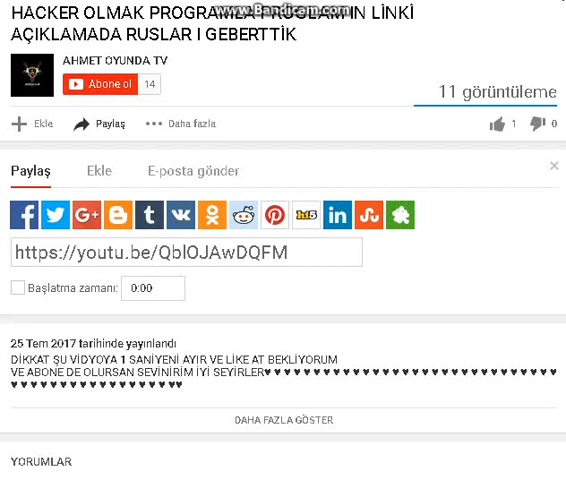 www.Bandicam.com
HACKER OLMAK PROGRAMLA LİNKİ
AÇIKLAMADA RUSLAR I GEBERTTİK
AHMET OYUNDA TV
Abone ol 14
11 görüntüleme
Ekle Paylaş Daha fazla 1 0
Paylaş Ekle E-posta gönder
https://youtu.be/QblOJAwDQFM
Başlatma zamanı: 0:00
25 Tem 2017 tarihinde yayınlandı
DİKKAT ŞU VİDYOYA 1 SANİYENİ AYIR VE LİKE AT BEKLİYORUM
VE ABONE DE OLURSAN SEVİNİRİM İYİ SEYİRLER♥ ♥ ♥ ♥ ♥ ♥ ♥ ♥ ♥ ♥ ♥ ♥ ♥ ♥ ♥ ♥ ♥ ♥ ♥ ♥ ♥ ♥ ♥ ♥ ♥ ♥ ♥ ♥ ♥ ♥
♥ ♥ ♥ ♥ ♥ ♥ ♥ ♥ ♥ ♥ ♥ ♥ ♥ ♥ ♥ ♥♥
DAHA FAZLA GÖSTER
YORUMLAR